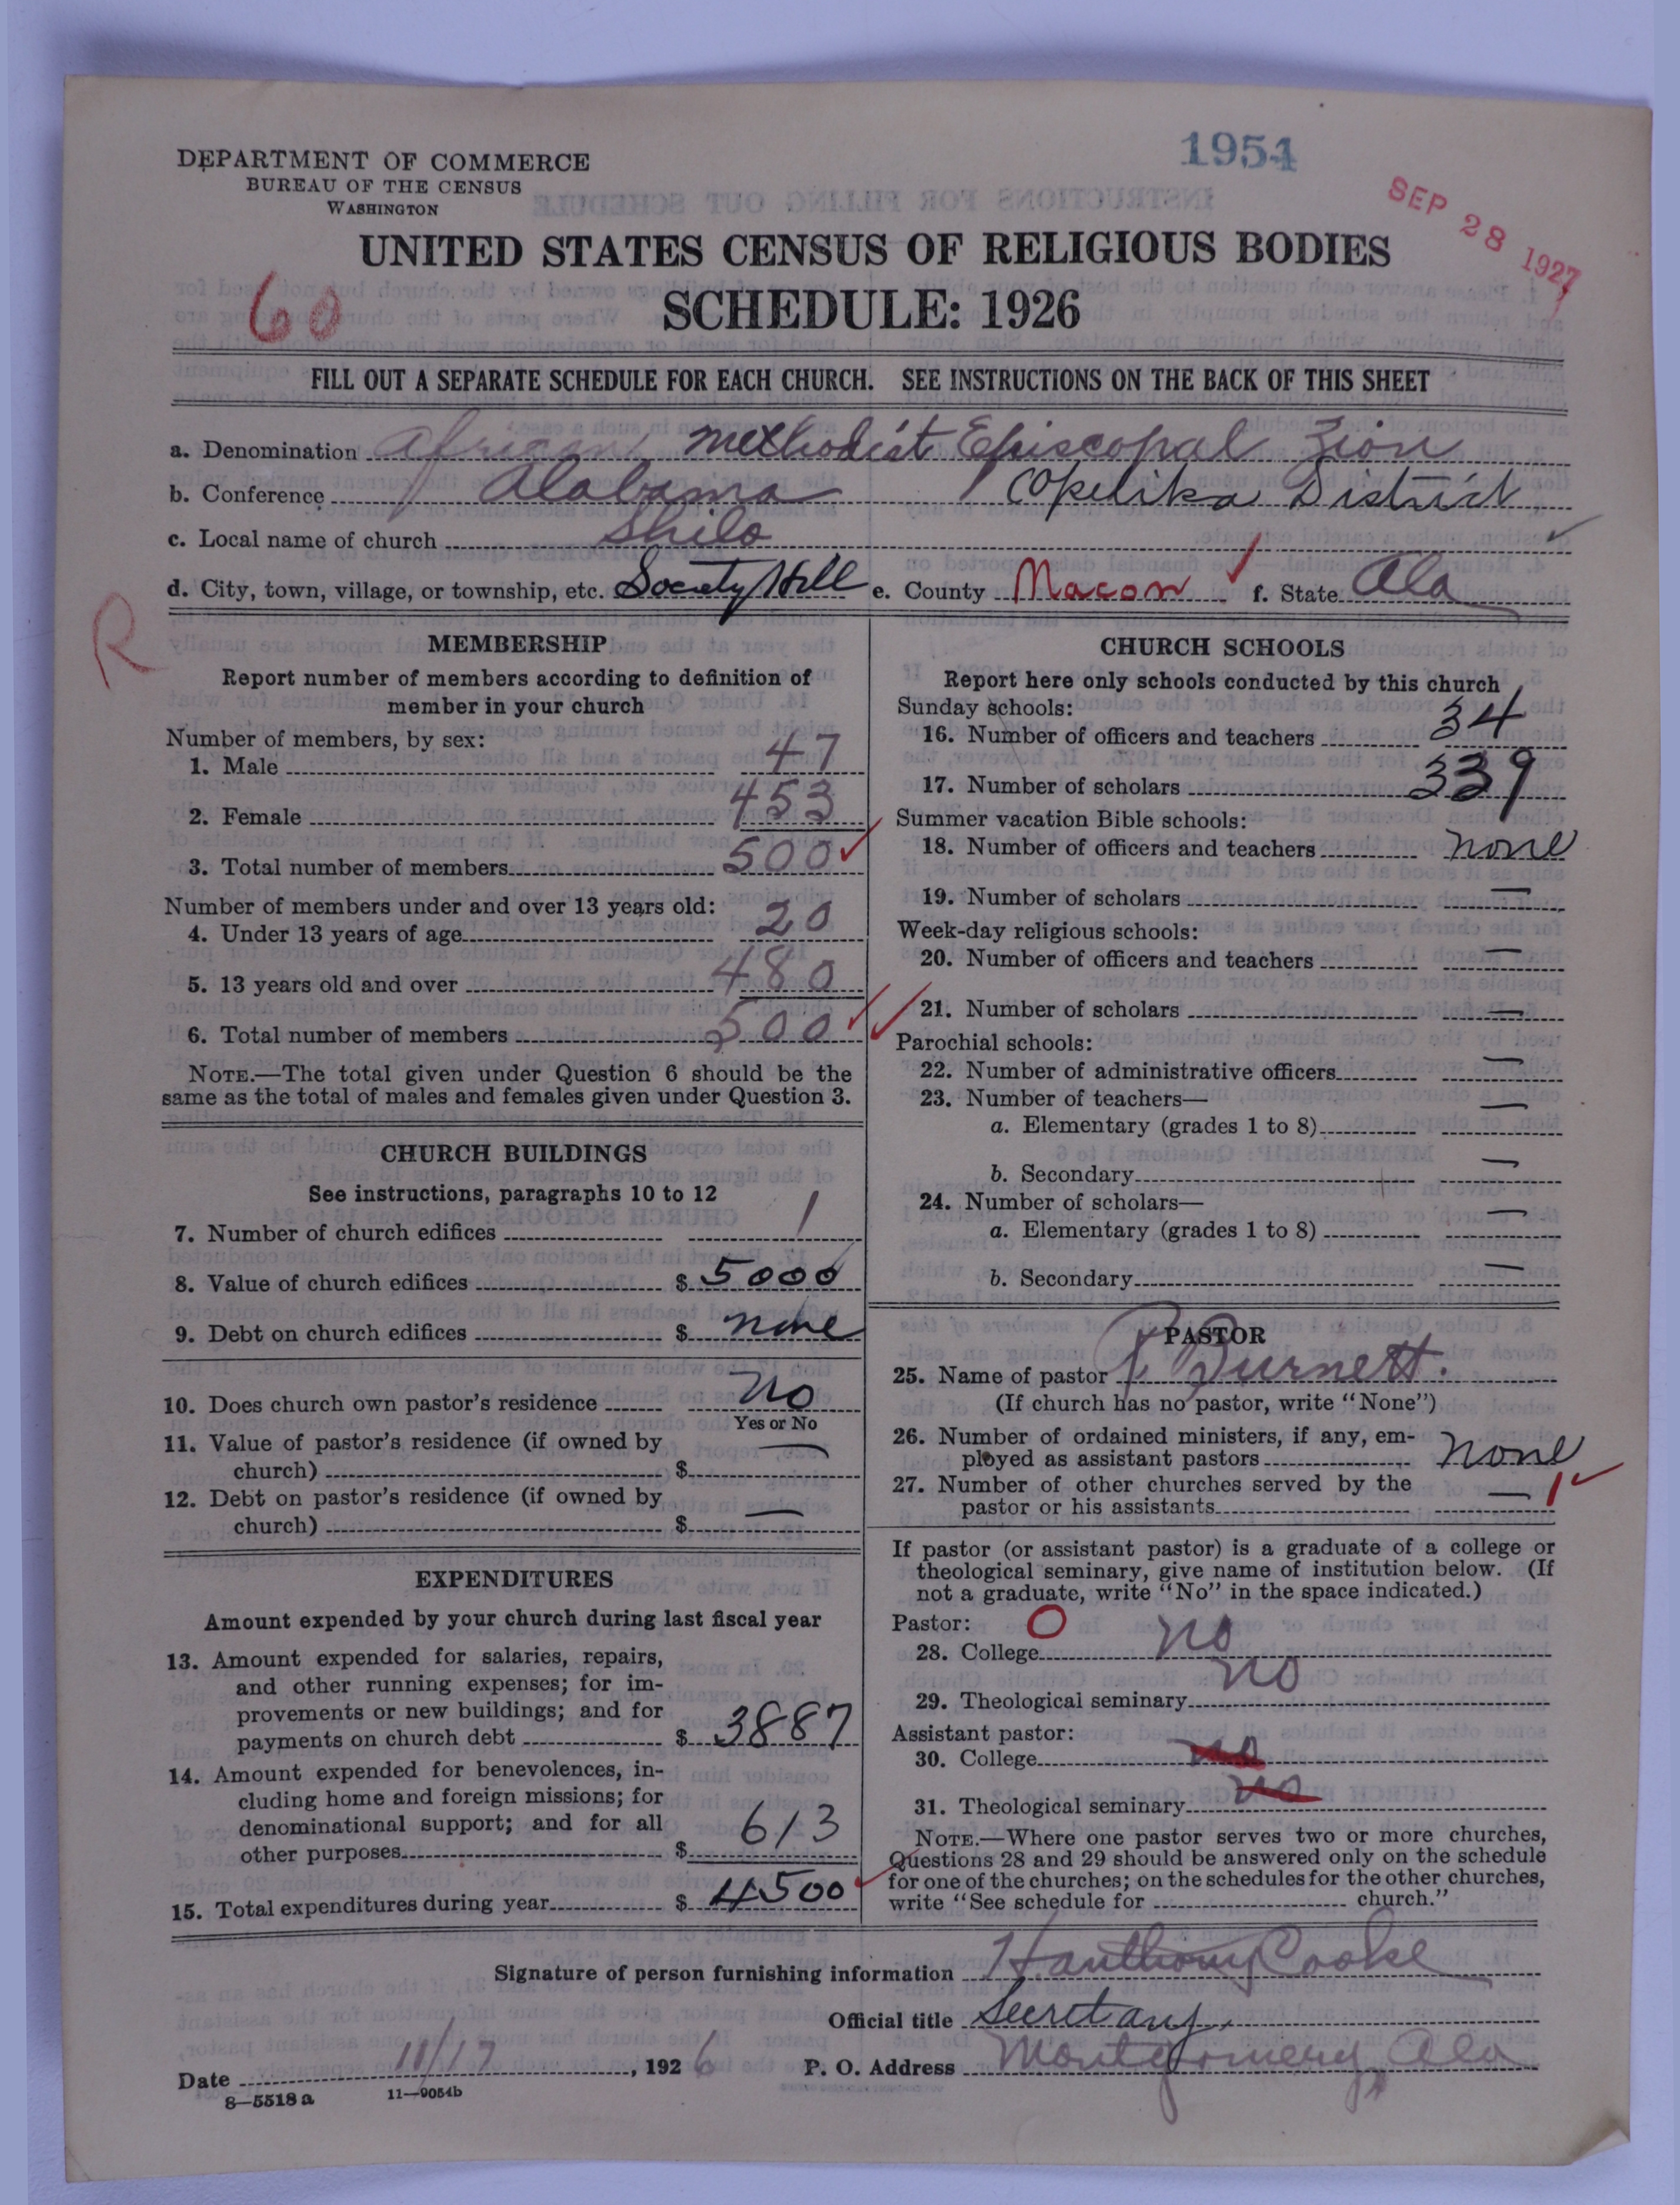 1954
SEP 28 1927
DEPARTMENT OF COMMERCE
BUREAU OF THE CENSUS
WASHINGTON
UNITED STATES CENSUS OF RELIGIOUS BODIES
60
SCHEDULE: 1926
FILL OUT A SEPARATE SCHEDULE FOR EACH CHURCH. SEE INSTRUCTIONS ON THE BACK OF THIS SHEET
a. Denomination African Methodist Episcopal Zion
b. Conference Alabama (Opelika District
c. Local name of church Shilo
d. City, town, village, or township, etc. Society Hill e. County Macon f. State Ala
R
MEMBERSHIP
Report number of members according to definition of
member in your church
Number of members, by sex:
1. Male 47
2. Female 453
3. Total number of members 500
Number of members under and over 13 years old:
4. Under 13 years of age 20
5. 13 years old and over 480
6. Total number of members 500
NOTE.—The total given under Question 6 should be the
same as the total of males and females given under Question 3.
CHURCH BUILDINGS
See instructions, paragraphs 10 to 12
7. Number of church edifices 1
8. Value of church edifices $ 5000
9. Debt on church edifices $ none
10. Does church own pastor's residence No
Yes or No
11. Value of pastor's residence (if owned by
church) $ —
12. Debt on pastor's residence (if owned by
church) $ —
EXPENDITURES
Amount expended by your church during last fiscal year
13. Amount expended for salaries, repairs,
and other running expenses; for im-
provements or new buildings; and for
payments on church debt $ 3887
14. Amount expended for benevolences, in-
cluding home and foreign missions; for
denominational support; and for all
other purposes $ 613
15. Total expenditures during year $ 4500
CHURCH SCHOOLS
Report here only schools conducted by this church
Sunday schools:
16. Number of officers and teachers 34
17. Number of scholars 339
Summer vacation Bible schools:
18. Number of officers and teachers none
19. Number of scholars —
Week-day religious schools:
20. Number of officers and teachers —
21. Number of scholars —
Parochial schools:
22. Number of administrative officers —
23. Number of teachers— —
a. Elementary (grades 1 to 8)
b. Secondary —
24. Number of scholars— —
a. Elementary (grades 1 to 8)
b. Secondary —
PASTOR
25. Name of pastor Burnett.
(If church has no pastor, write "None")
26. Number of ordained ministers, if any, em-
ployed as assistant pastors none
27. Number of other churches served by the
pastor or his assistants — 1
If pastor (or assistant pastor) is a graduate of a college or
theological seminary, give name of institution below. (If
not a graduate, write "No" in the space indicated.)
Pastor: O
28. College no
29. Theological seminary no
Assistant pastor:
30. College no
31. Theological seminary no
NOTE.—Where one pastor serves two or more churches,
Questions 28 and 29 should be answered only on the schedule
for one of the churches; on the schedules for the other churches,
write "See schedule for church."
Signature of person furnishing information H anthony Cooke
Official title Secretary
Date 11/17, 1926 P. O. Address Montgomery Ala
8—5518 a 11—9054b